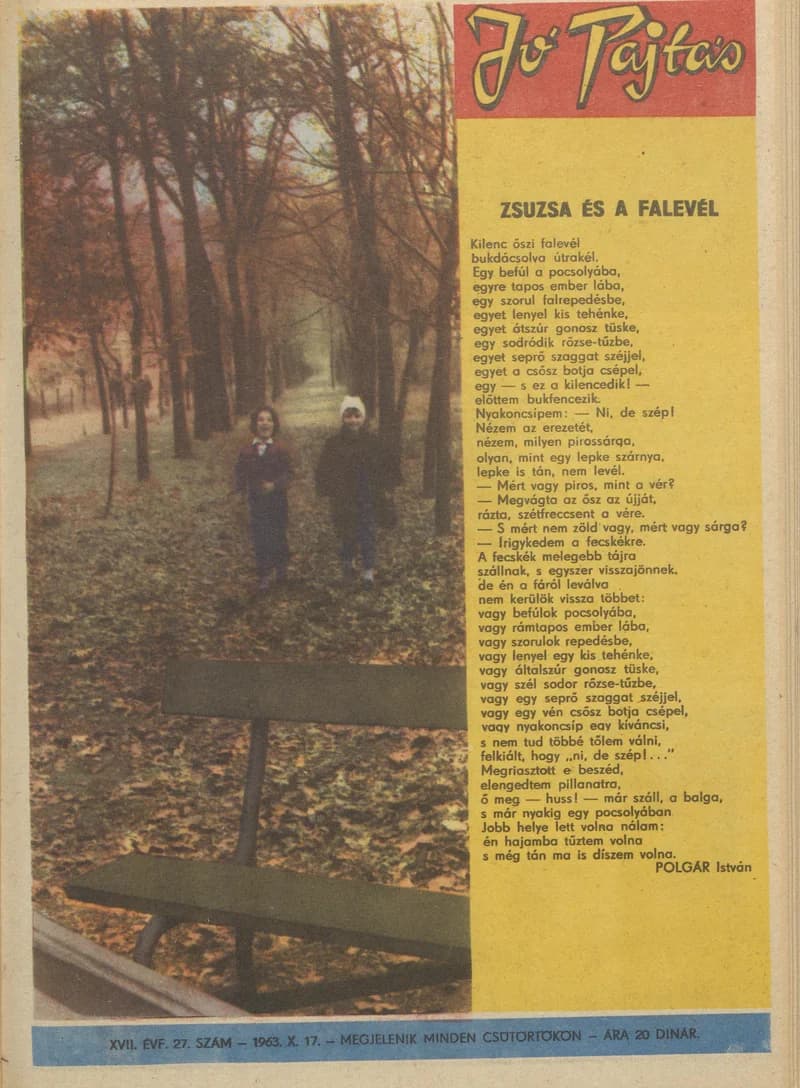 Jó Pajtás
ZSUZSA ÉS A FALEVÉL
Kilenc őszi falevél
bukdácsolva útrakél.
Egy befúl a pocsolyába,
egyre tapos ember lába,
egy szorul falrepedésbe,
egyet lenyel kis tehénke,
egyet átszúr gonosz tüske,
egy sodródik rőzse-tűzbe,
egyet seprő szaggat széjjel,
egyet a csősz botja csépel,
egy — s ez a kilencedik! —
előttem bukfencezik.
Nyakoncsípem: — Ni, de szép!
Nézem az erezetét,
nézem, milyen pirossárga,
olyan, mint egy lepke szárnya,
lepke is tán, nem levél.
— Mért vagy piros, mint a vér?
— Megvágta az ősz az újját,
rázta, szétfreccsent a vére.
— S mért nem zöld vagy, mért vagy sárga?
— Irigykedem a fecskékre.
A fecskék melegebb tájra
szállnak, s egyszer visszajönnek,
de én a fáról leválva
nem kerülök vissza többet:
vagy befúlok pocsolyába,
vagy rámtapos ember lába,
vagy szorulok repedésbe,
vagy lenyel egy kis tehénke,
vagy általszúr gonosz tüske,
vagy szél sodor rőzse-tűzbe,
vagy egy seprő szaggat széjjel,
vagy egy vén csősz botja csépel,
vagy nyakoncsíp egy kíváncsi,
s nem tud többé tőlem válni,
felkiált, hogy „ni, de szép!..."
Megriasztott e beszéd,
elengedtem pillanatra,
ő meg — huss! — már száll, a balga,
s már nyakig egy pocsolyában
Jobb helye lett volna nálam:
én hajamba tűztem volna
s még tán ma is díszem volna.
POLGÁR István
XVII. ÉVF. 27. SZÁM – 1963. X. 17. – MEGJELENIK MINDEN CSÜTÖRTÖKÖN – ÁRA 20 DINÁR.